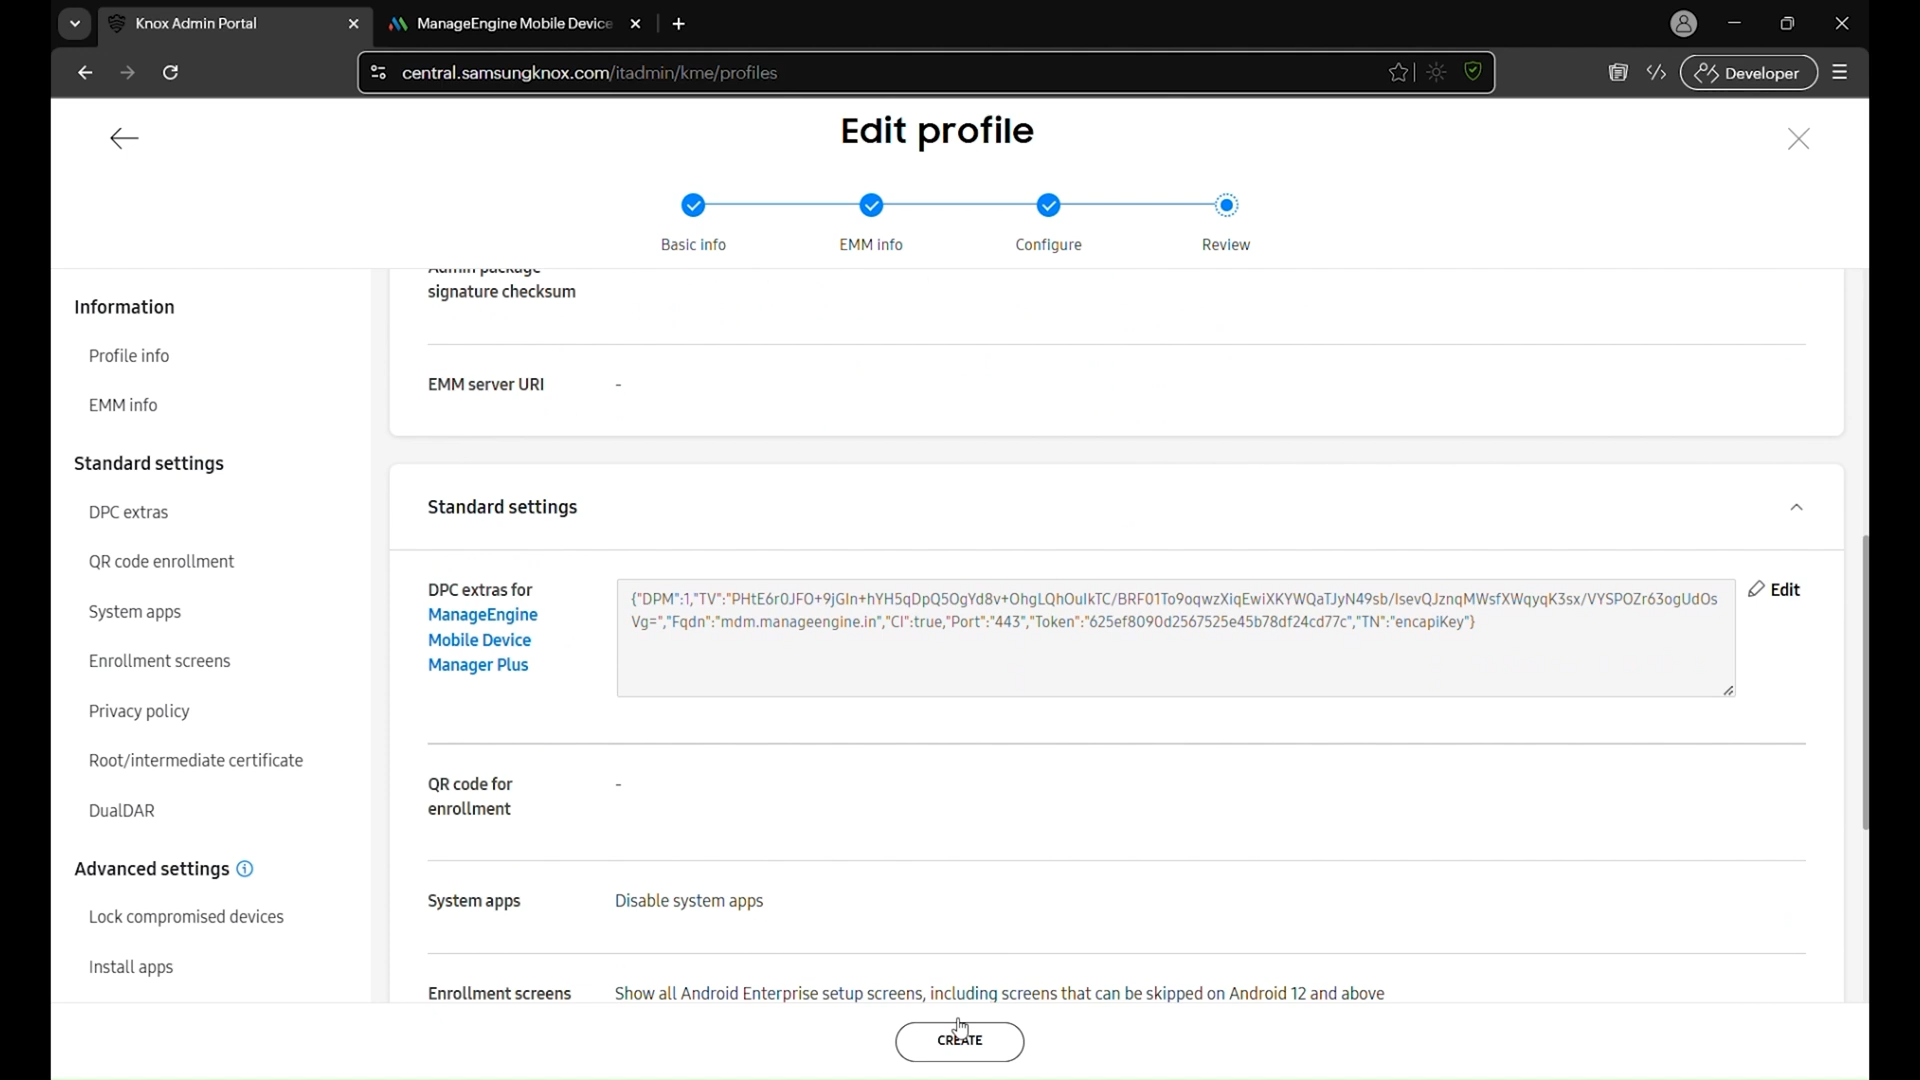 Knox Admin Portal
ManageEngine Mobile Device
central.samsungknox.com/itadmin/kme/profiles
Developer
Edit profile
Basic info
EMM info
Configure
Review
Information
Profile info
EMM info
Standard settings
DPC extras
QR code enrollment
System apps
Enrollment screens
Privacy policy
Root/intermediate certificate
DualDAR
Advanced settings
Lock compromised devices
Install apps
Admin package
signature checksum
EMM server URI
-
Standard settings
DPC extras for
ManageEngine
Mobile Device
Manager Plus
{"DPM":1,"TV":"PHtE6r0JFO+9jGln+hYH5qDpQ5OgYd8v+OhgLQhOulkTC/BRF01To9oqwzXiqEwiXKYWQaTJyN49sb/IsevQJznqMWsfXWqyqK3sx/VYSPOZr63ogUdOs
Vg=","Fqdn":"mdm.manageengine.in","CI":true,"Port":"443","Token":"625ef8090d2567525e45b78df24cd77c","TN":"encapiKey"}
Edit
QR code for
enrollment
-
System apps
Disable system apps
Enrollment screens
Show all Android Enterprise setup screens, including screens that can be skipped on Android 12 and above
CREATE